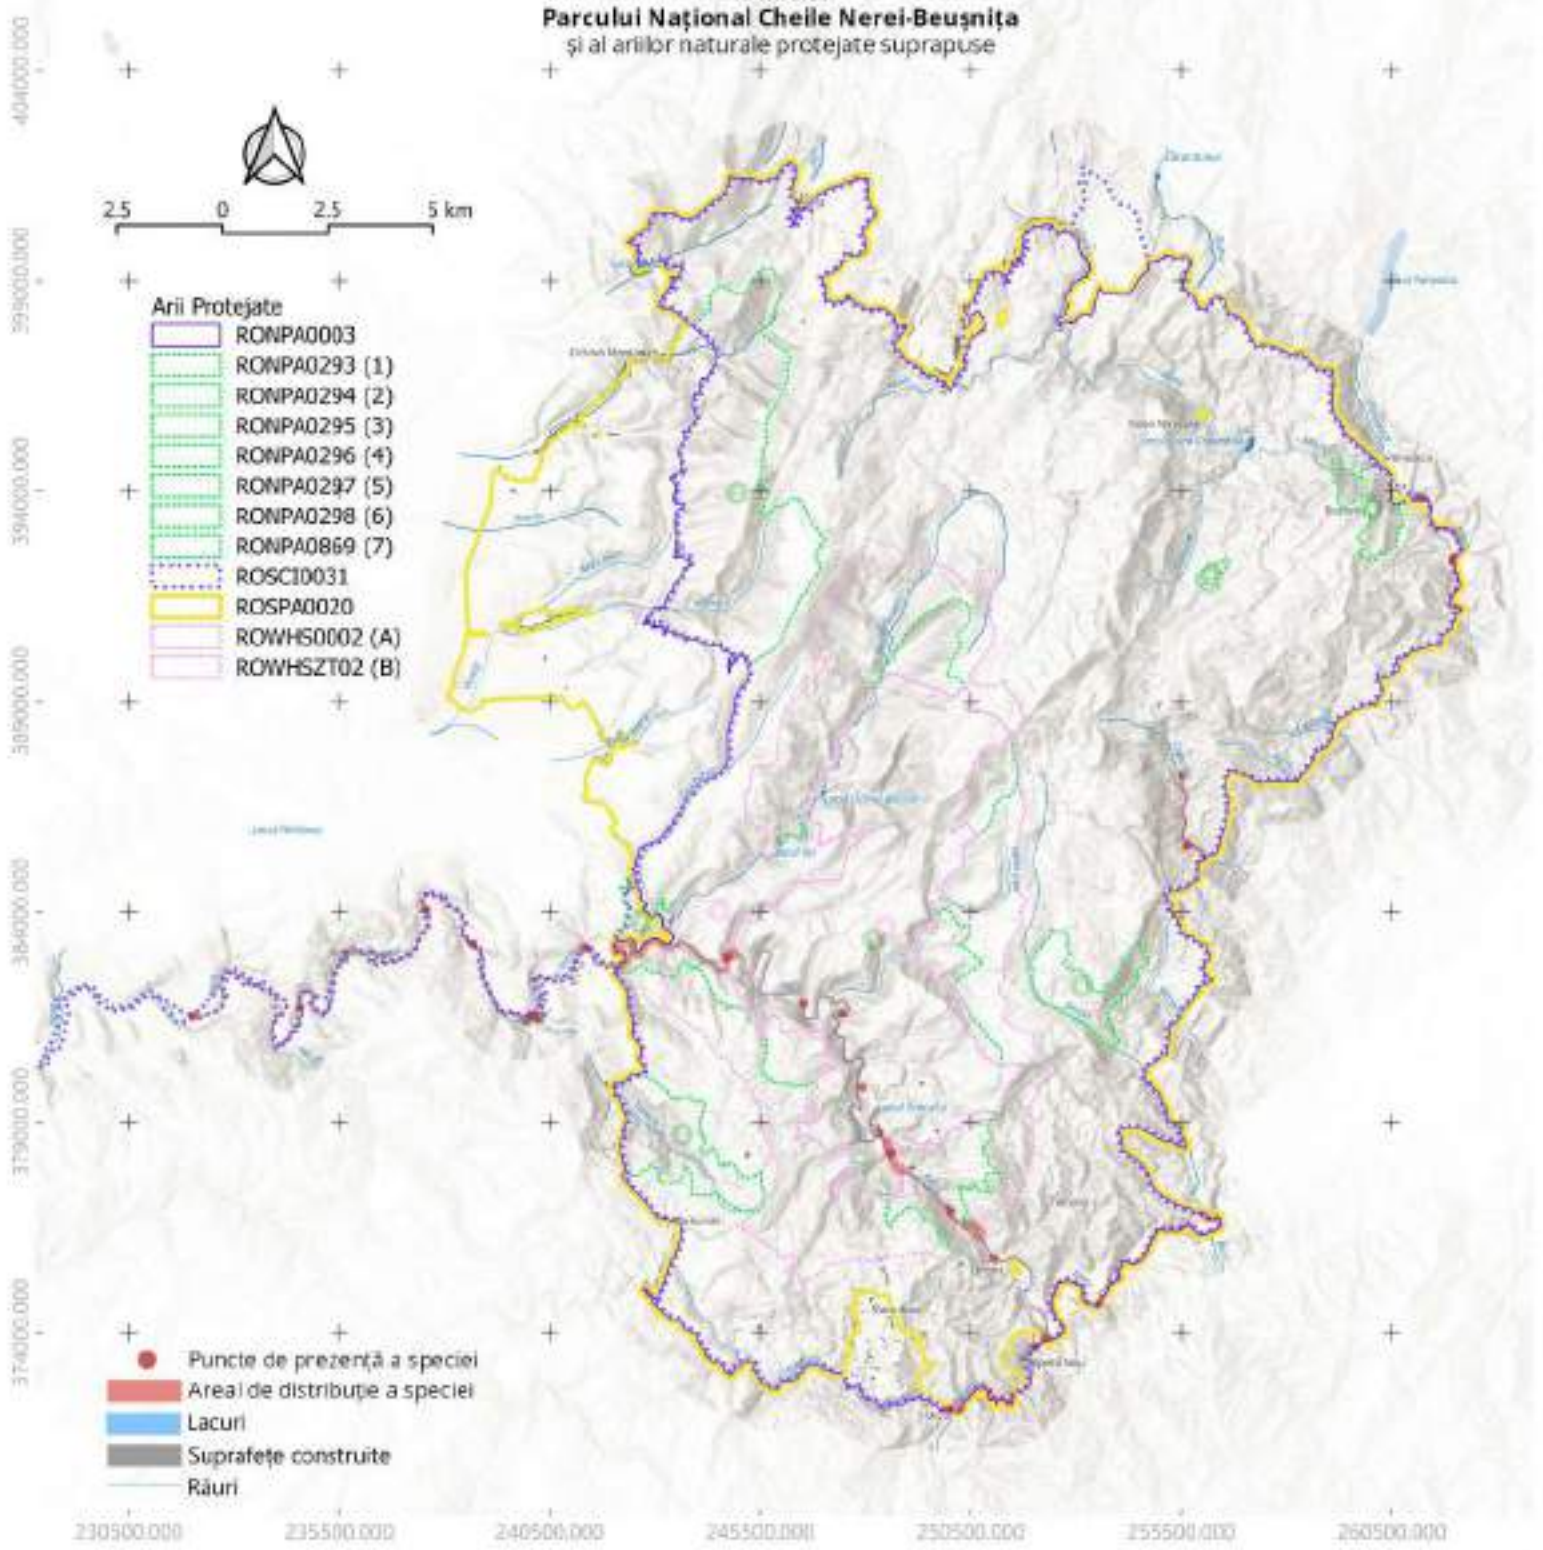 Parcului Național Cheile Nerei-Beușnița
și al ariilor naturale protejate suprapuse
404000.000
399000.000
394000.000
389000.000
384000.000
379000.000
374000.000
2.5 0 2.5 5 km
Arii Protejate
RONPA0003
RONPA0293 (1)
RONPA0294 (2)
RONPA0295 (3)
RONPA0296 (4)
RONPA0297 (5)
RONPA0298 (6)
RONPA0869 (7)
ROSCI0031
ROSPA0020
ROWHS0002 (A)
ROWHSZT02 (B)
Puncte de prezență a speciei
Areal de distribuție a speciei
Lacuri
Suprafețe construite
Râuri
230500.000 235500.000 240500.000 245500.000 250500.000 255500.000 260500.000